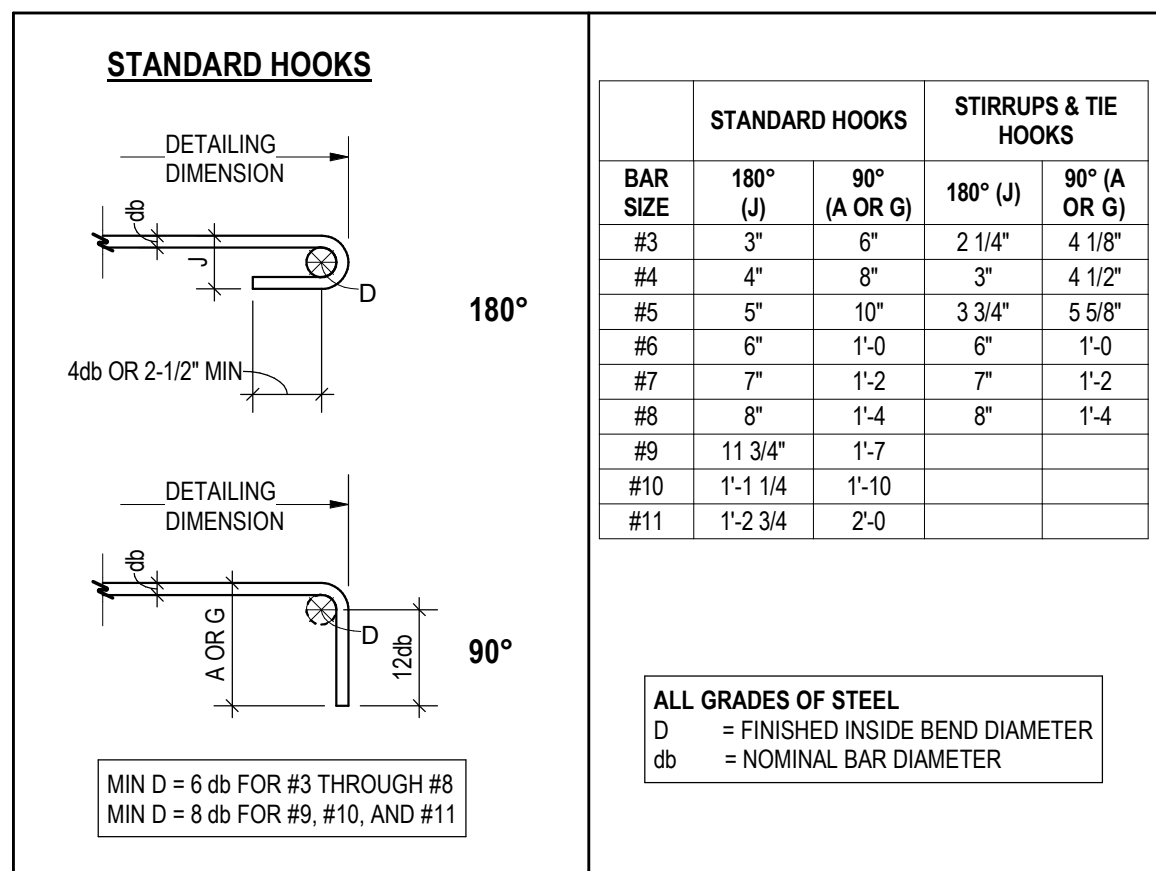 STANDARD HOOKS
DETAILING
DIMENSION
db
J
D
180°
4db OR 2-1/2" MIN
DETAILING
DIMENSION
db
A OR G
D
12db
90°
MIN D = 6 db FOR #3 THROUGH #8
MIN D = 8 db FOR #9, #10, AND #11
STANDARD HOOKS STIRRUPS & TIE
HOOKS
BAR SIZE 180° (J) 90° (A OR G) 180° (J) 90° (A OR G)
#3 3" 6" 2 1/4" 4 1/8"
#4 4" 8" 3" 4 1/2"
#5 5" 10" 3 3/4" 5 5/8"
#6 6" 1'-0 6" 1'-0
#7 7" 1'-2 7" 1'-2
#8 8" 1'-4 8" 1'-4
#9 11 3/4" 1'-7
#10 1'-1 1/4 1'-10
#11 1'-2 3/4 2'-0
ALL GRADES OF STEEL
D = FINISHED INSIDE BEND DIAMETER
db = NOMINAL BAR DIAMETER